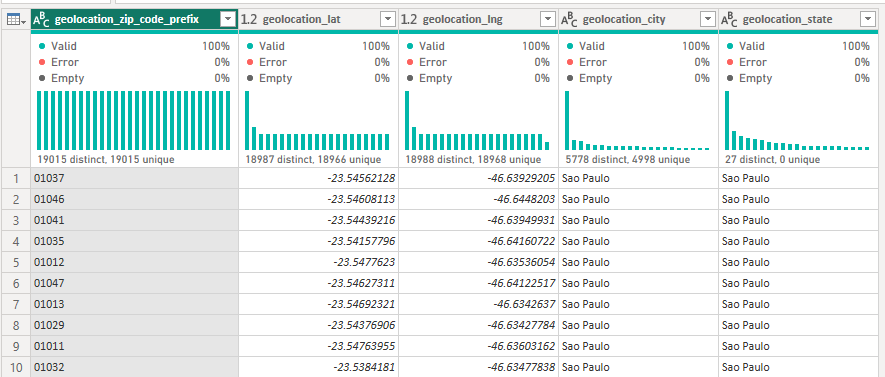 geolocation_zip_code_prefix 1.2 geolocation_lat 1.2 geolocation_lng ABC geolocation_city ABC geolocation_state
Valid 100% Valid 100% Valid 100% Valid 100% Valid 100%
Error 0% Error 0% Error 0% Error 0% Error 0%
Empty 0% Empty 0% Empty 0% Empty 0% Empty 0%
19015 distinct, 19015 unique 18987 distinct, 18966 unique 18988 distinct, 18968 unique 5778 distinct, 4998 unique 27 distinct, 0 unique
1 01037 -23.54562128 -46.63929205 Sao Paulo Sao Paulo
2 01046 -23.54608113 -46.6448203 Sao Paulo Sao Paulo
3 01041 -23.54439216 -46.63949931 Sao Paulo Sao Paulo
4 01035 -23.54157796 -46.64160722 Sao Paulo Sao Paulo
5 01012 -23.5477623 -46.63536054 Sao Paulo Sao Paulo
6 01047 -23.54627311 -46.64122517 Sao Paulo Sao Paulo
7 01013 -23.54692321 -46.6342637 Sao Paulo Sao Paulo
8 01029 -23.54376906 -46.63427784 Sao Paulo Sao Paulo
9 01011 -23.54763955 -46.63603162 Sao Paulo Sao Paulo
10 01032 -23.5384181 -46.63477838 Sao Paulo Sao Paulo